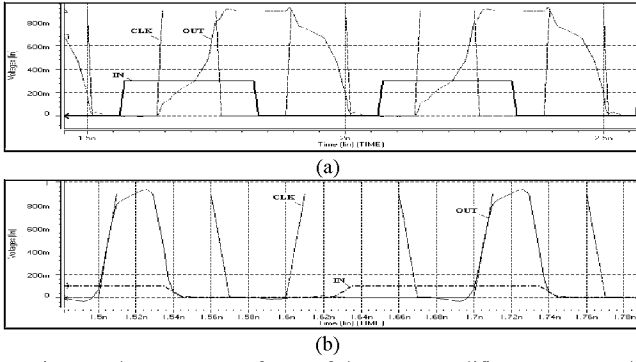 Voltages [lin]
800m
600m
400m
200m
0
CLK
OUT
IN
1.5n
2n
2.5n
Time (lin) (TIME)
(a)
Voltages [lin]
800m
600m
400m
200m
0
CLK
OUT
IN
1.5n
1.52n
1.54n
1.56n
1.58n
1.6n
1.62n
1.64n
1.66n
1.68n
1.7n
1.72n
1.74n
1.76n
1.78n
Time (lin) (TIME)
(b)